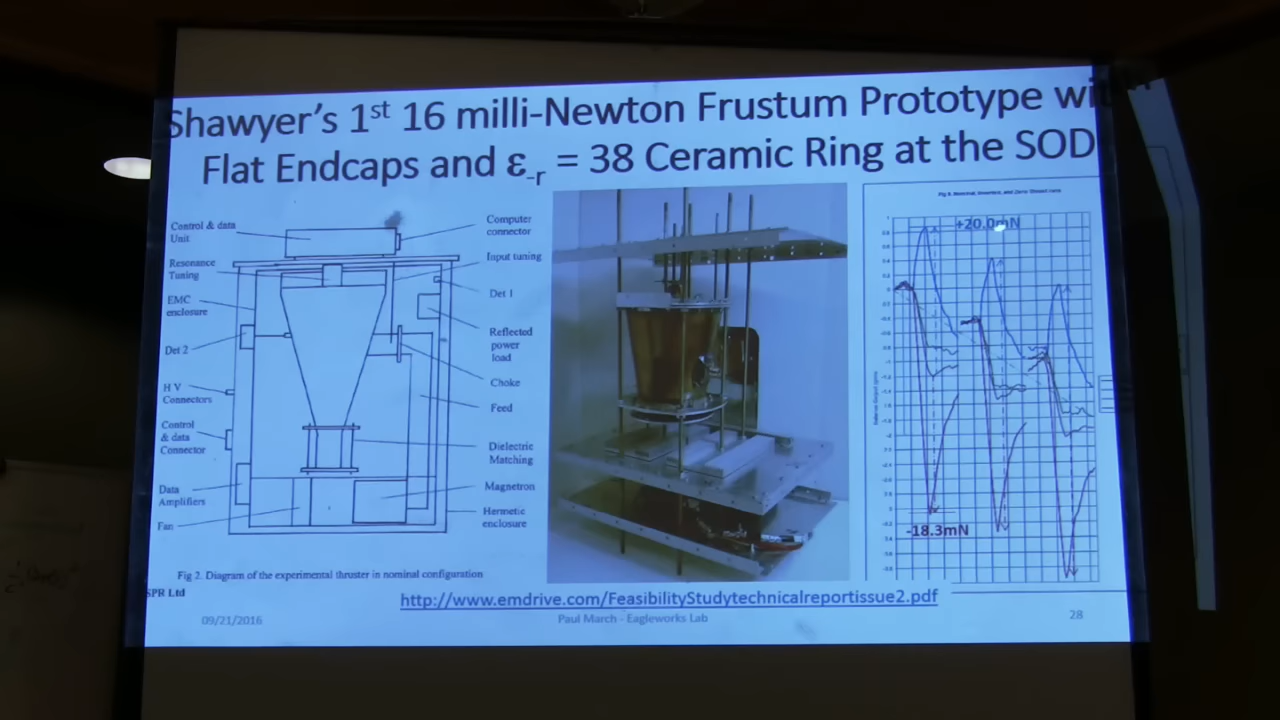 Shawyer's 1st 16 milli-Newton Frustum Prototype wi
Flat Endcaps and ε-r = 38 Ceramic Ring at the SOD
Control & data
Unit
Resonance
Tuning
EMC
enclosure
Det 2
H V
Connectors
Control
& data
Connector
Data
Amplifiers
Fan
Computer
connector
Input tuning
Det 1
Reflected
power
load
Choke
Feed
Dielectric
Matching
Magnetron
Hermetic
enclosure
Fig 2. Diagram of the experimental thruster in nominal configuration
SPR Ltd
+20.0mN
-18.3mN
http://www.emdrive.com/FeasibilityStudytechnicalreportissue2.pdf
09/21/2016
Paul March - Eagleworks Lab
28